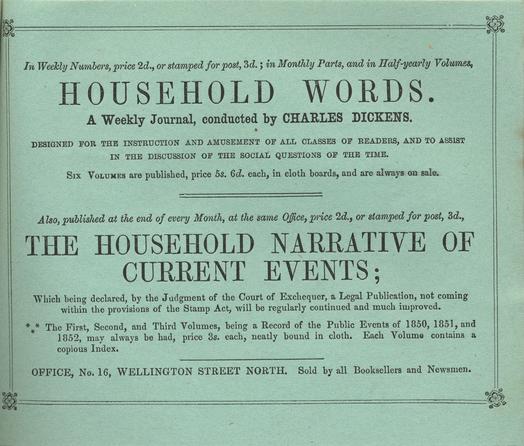 In Weekly Numbers, price 2d., or stamped for post, 3d.; in Monthly Parts, and in Half-yearly Volumes,
HOUSEHOLD WORDS.
A Weekly Journal, conducted by CHARLES DICKENS.
DESIGNED FOR THE INSTRUCTION AND AMUSEMENT OF ALL CLASSES OF READERS, AND TO ASSIST
IN THE DISCUSSION OF THE SOCIAL QUESTIONS OF THE TIME.
SIX VOLUMES are published, price 5s. 6d. each, in cloth boards, and are always on sale.
Also, published at the end of every Month, at the same Office, price 2d., or stamped for post, 3d.,
THE HOUSEHOLD NARRATIVE OF
CURRENT EVENTS;
Which being declared, by the Judgment of the Court of Exchequer, a Legal Publication, not coming
within the provisions of the Stamp Act, will be regularly continued and much improved.
*** The First, Second, and Third Volumes, being a Record of the Public Events of 1850, 1851, and
1852, may always be had, price 3s. each, neatly bound in cloth. Each Volume contains a
copious Index.
OFFICE, No. 16, WELLINGTON STREET NORTH. Sold by all Booksellers and Newsmen.